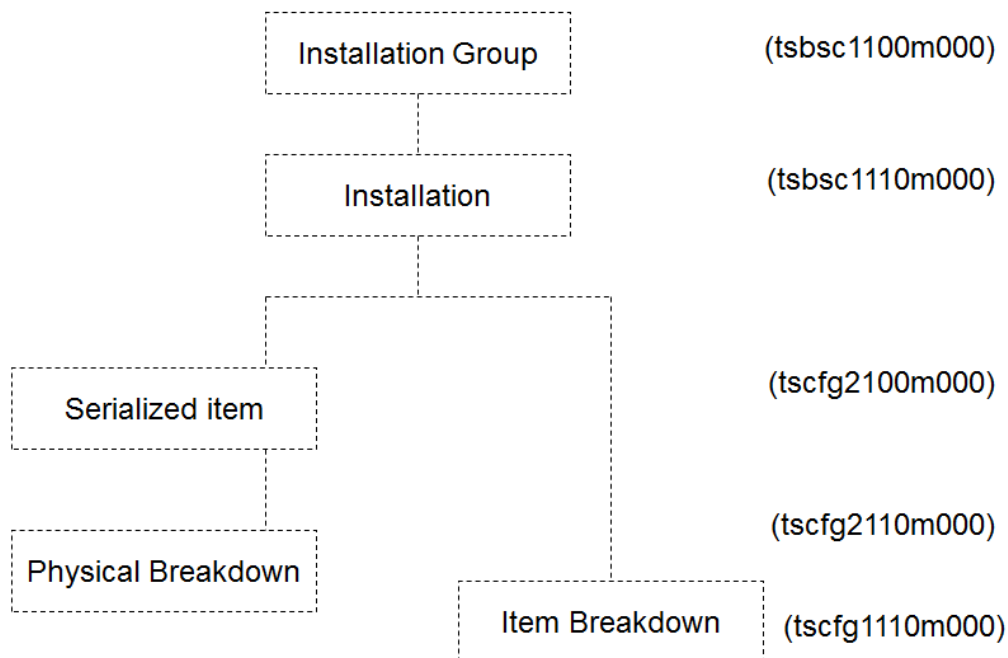 Installation Group
(tsbsc1100m000)
Installation
(tsbsc1110m000)
Serialized item
(tscfg2100m000)
Physical Breakdown
(tscfg2110m000)
Item Breakdown
(tscfg1110m000)